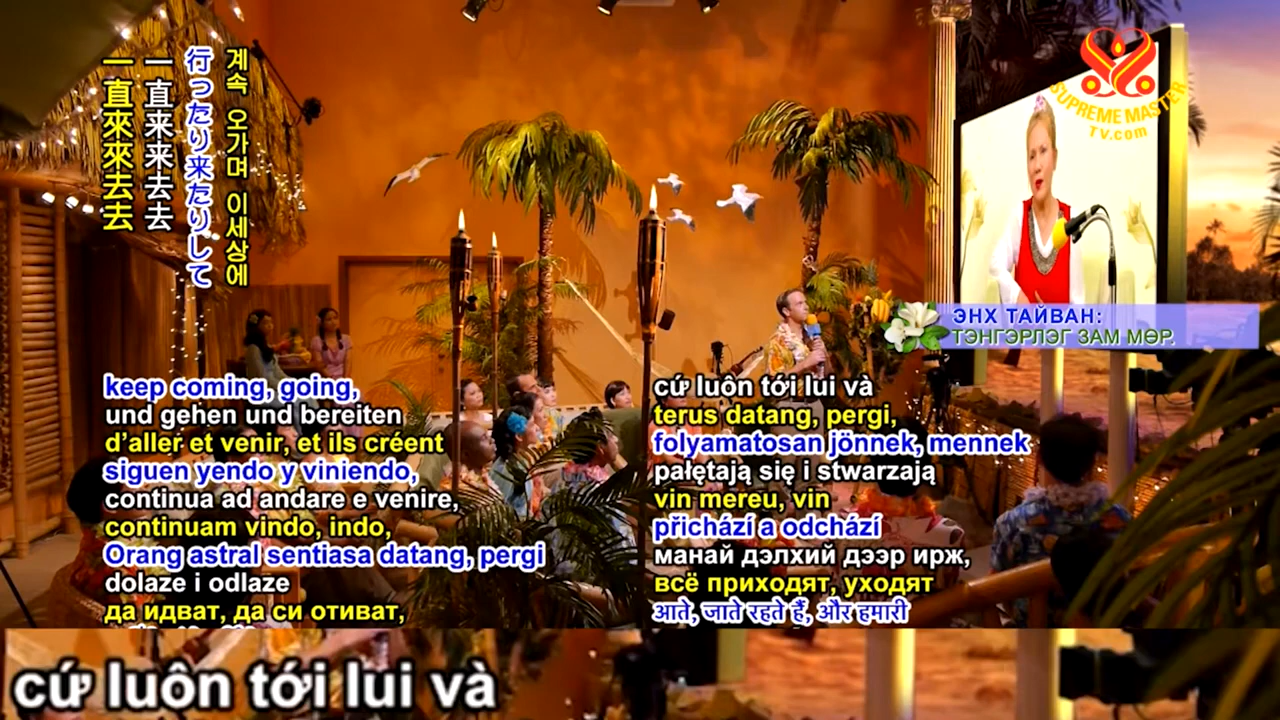 계속 오가며 이세상에
行ったり来たりして
一直来来去去
一直來來去去
SUPREME MASTER
TV.com
ЭНХ ТАЙВАН:
ТЭНГЭРЛЭГ ЗАМ МӨР.
keep coming, going,
und gehen und bereiten
d’aller et venir, et ils créent
siguen yendo y viniendo,
continua ad andare e venire,
continuam vindo, indo,
Orang astral sentiasa datang, pergi
dolaze i odlaze
да идват, да си отиват,
cứ luôn tới lui và
terus datang, pergi,
folyamatosan jönnek, mennek
pałętają się i stwarzają
vin mereu, vin
přichází a odchází
манай дэлхий дээр ирж,
всё приходят, уходят
आते, जाते रहते हैं, और हमारी
cứ luôn tới lui và